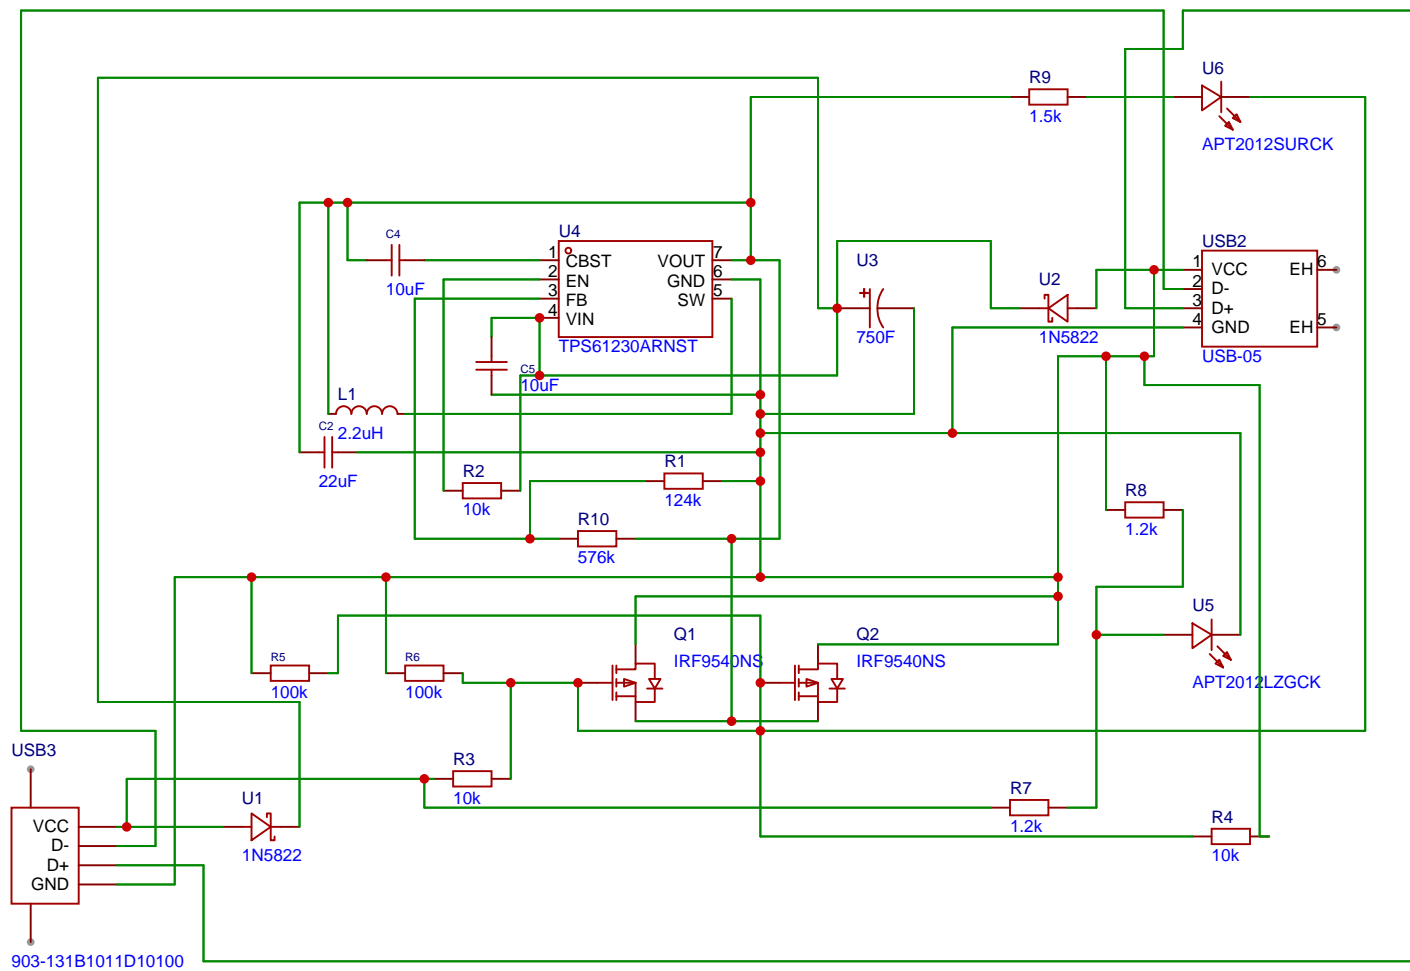 R9
1.5k
U6
APT2012SURCK
C4
10uF
U4
1 CBST
2 EN
3 FB
4 VIN
VOUT 7
GND 6
SW 5
TPS61230ARNST
U3
750F
U2
1N5822
USB2
1 VCC
2 D-
3 D+
4 GND
EH 6
EH 5
USB-05
C5
10uF
L1
2.2uH
C2
22uF
R2
10k
R1
124k
R10
576k
R8
1.2k
R5
100k
R6
100k
Q1
IRF9540NS
Q2
IRF9540NS
U5
APT2012LZGCK
USB3
VCC
D-
D+
GND
903-131B1011D10100
U1
1N5822
R3
10k
R7
1.2k
R4
10k